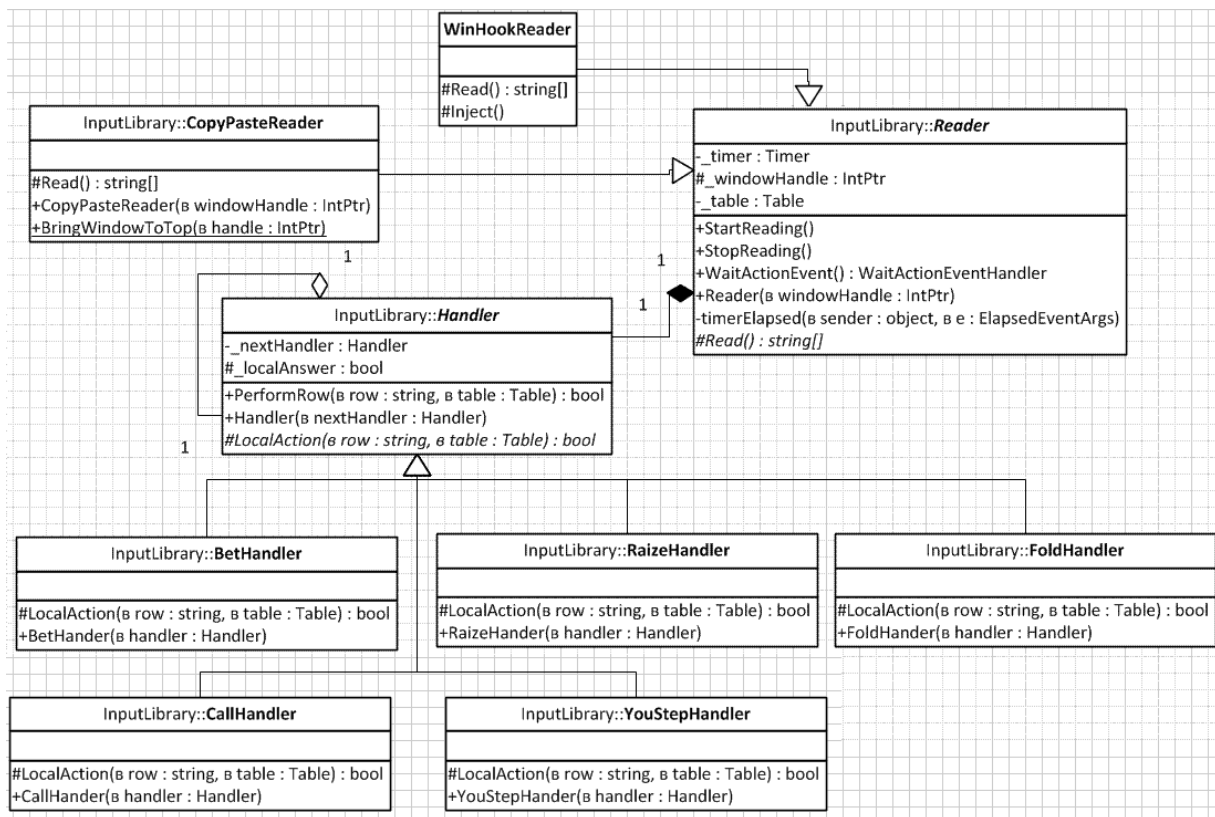 WinHookReader
#Read() : string[]
#Inject()
InputLibrary::CopyPasteReader
#Read() : string[]
+CopyPasteReader(в windowHandle : IntPtr)
+BringWindowToTop(в handle : IntPtr)
InputLibrary::Reader
-_timer : Timer
#_windowHandle : IntPtr
-_table : Table
+StartReading()
+StopReading()
+WaitActionEvent() : WaitActionEventHandler
+Reader(в windowHandle : IntPtr)
-timerElapsed(в sender : object, в e : ElapsedEventArgs)
#Read() : string[]
1
1
1
1
InputLibrary::Handler
-_nextHandler : Handler
#_localAnswer : bool
+PerformRow(в row : string, в table : Table) : bool
+Handler(в nextHandler : Handler)
#LocalAction(в row : string, в table : Table) : bool
InputLibrary::BetHandler
#LocalAction(в row : string, в table : Table) : bool
+BetHander(в handler : Handler)
InputLibrary::RaizeHandler
#LocalAction(в row : string, в table : Table) : bool
+RaizeHander(в handler : Handler)
InputLibrary::FoldHandler
#LocalAction(в row : string, в table : Table) : bool
+FoldHander(в handler : Handler)
InputLibrary::CallHandler
#LocalAction(в row : string, в table : Table) : bool
+CallHander(в handler : Handler)
InputLibrary::YouStepHandler
#LocalAction(в row : string, в table : Table) : bool
+YouStepHander(в handler : Handler)